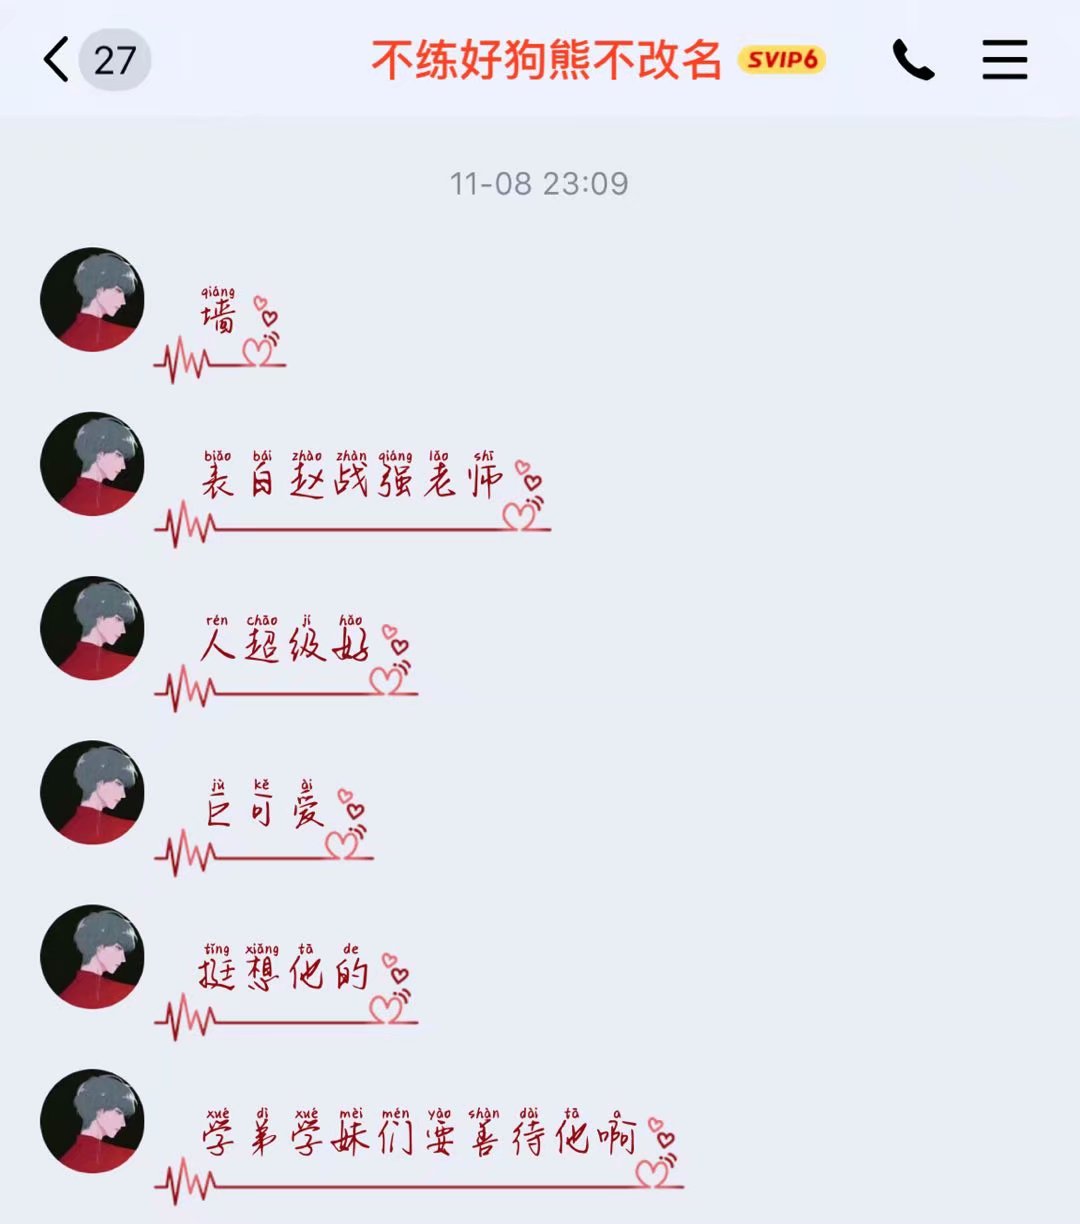 27
不练好狗熊不改名 SVIP6
11-08 23:09
qiáng
墙
biǎo bái zhào zhàn qiáng lǎo shī
表白赵战强老师
rén chāo jí hǎo
人超级好
jù kě ài
巨可爱
tǐng xiǎng tā de
挺想他的
xué dì xué mèi mén yào shàn dài tā a
学弟学妹们要善待他啊